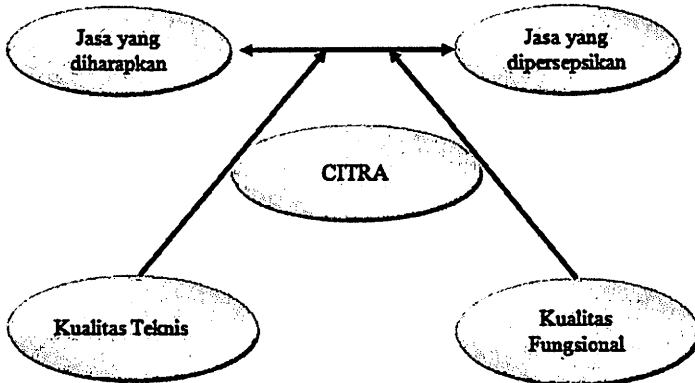 Jasa yang
diharapkan
Jasa yang
dipersepsikan
CITRA
Kualitas Teknis
Kualitas
Fungsional